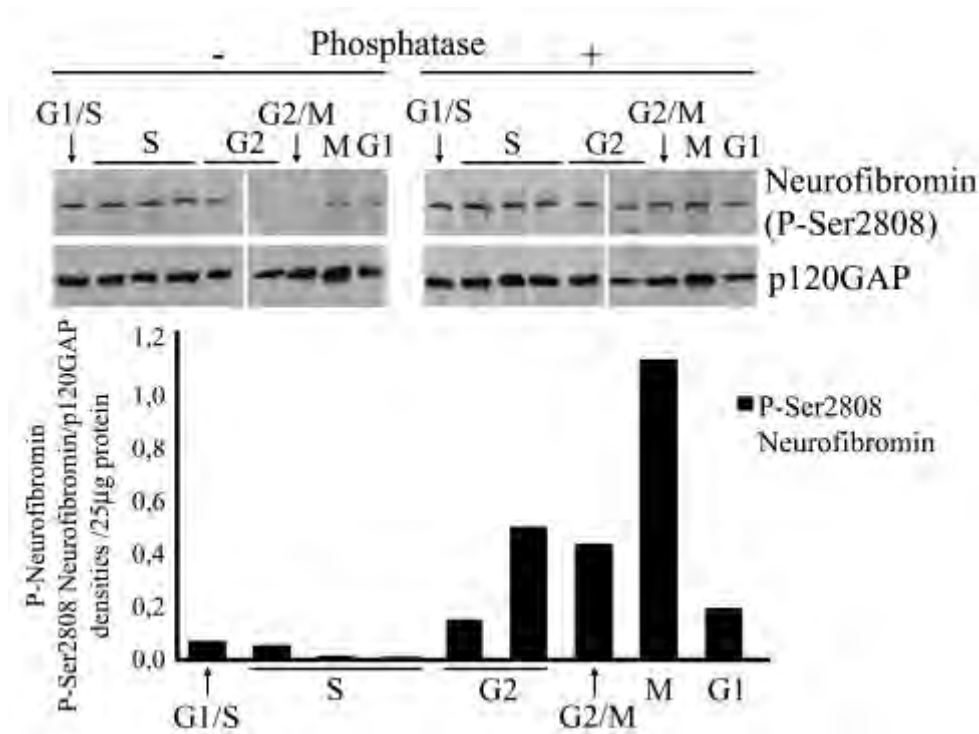 Phosphatase
- +
G1/S G2/M G1/S G2/M
S G2 M G1 S G2 M G1
Neurofibromin
(P-Ser2808)
p120GAP
P-Neurofibromin
P-Ser2808 Neurofibromin/p120GAP
densities /25µg protein
1,2
1,0
0,8
0,6
0,4
0,2
0,0
P-Ser2808
Neurofibromin
S G2 M G1
G1/S G2/M